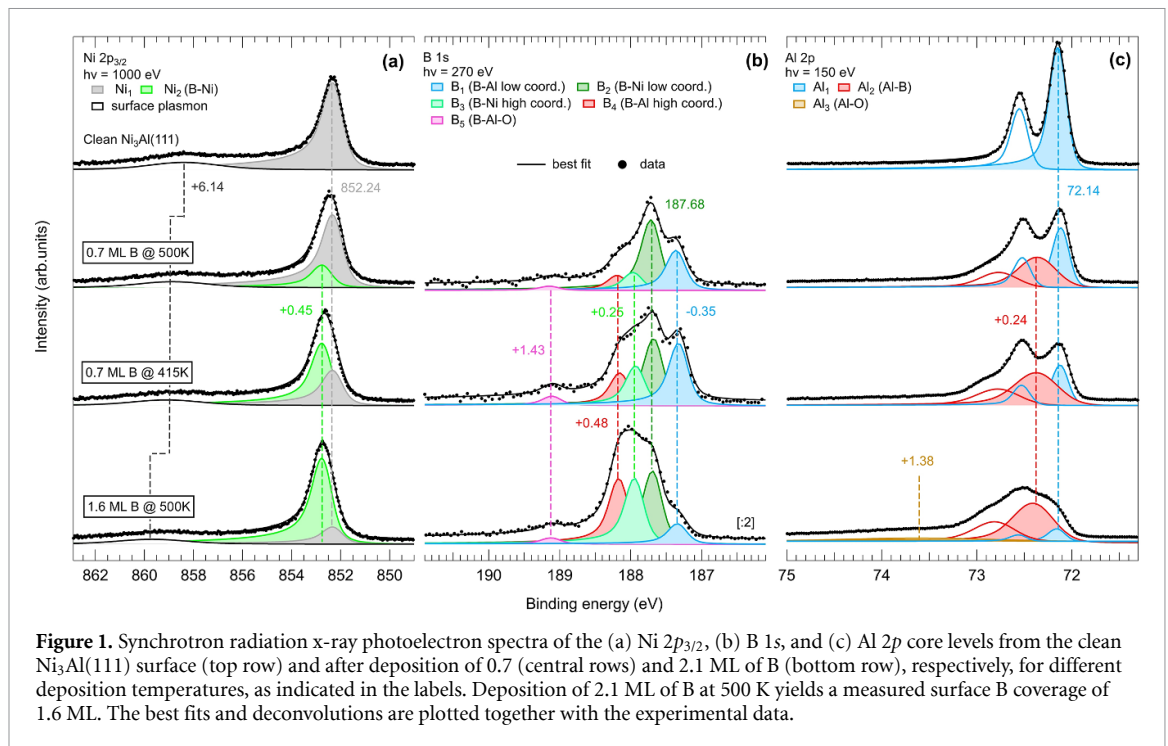 Ni 2p3/2
hv = 1000 eV
Ni1 Ni2 (B-Ni)
surface plasmon
(a)
Clean Ni3Al(111)
+6.14
852.24
0.7 ML B @ 500K
+0.45
0.7 ML B @ 415K
1.6 ML B @ 500K
862 860 858 856 854 852 850
B 1s
hv = 270 eV
(b)
B1 (B-Al low coord.) B2 (B-Ni low coord.)
B3 (B-Ni high coord.) B4 (B-Al high coord.)
B5 (B-Al-O)
best fit data
187.68
+0.25 -0.35
+1.43
+0.48
[:2]
190 189 188 187
Al 2p
hv = 150 eV
(c)
Al1 Al2 (Al-B)
Al3 (Al-O)
72.14
+0.24
+1.38
75 74 73 72
Intensity (arb.units)
Binding energy (eV)
Figure 1. Synchrotron radiation x-ray photoelectron spectra of the (a) Ni 2p3/2, (b) B 1s, and (c) Al 2p core levels from the clean
Ni3Al(111) surface (top row) and after deposition of 0.7 (central rows) and 2.1 ML of B (bottom row), respectively, for different
deposition temperatures, as indicated in the labels. Deposition of 2.1 ML of B at 500 K yields a measured surface B coverage of
1.6 ML. The best fits and deconvolutions are plotted together with the experimental data.